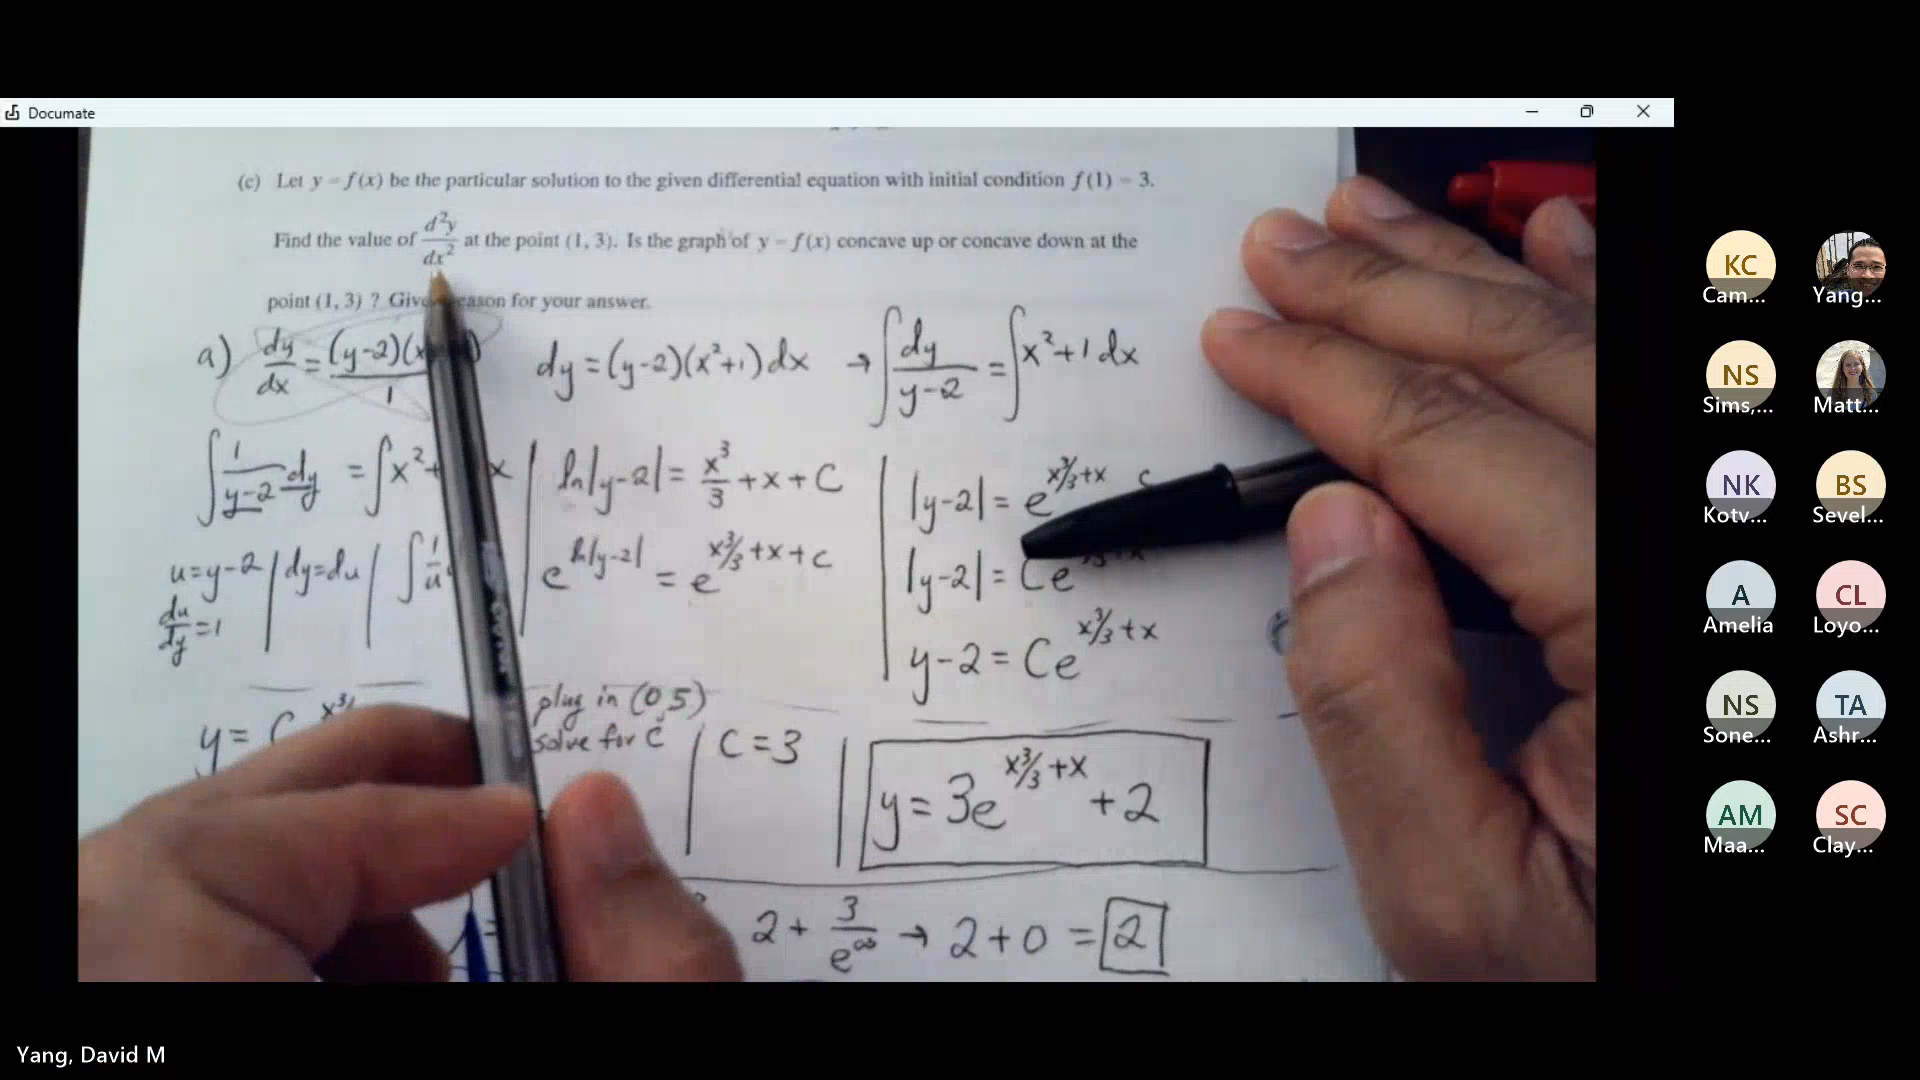 Documate
(c) Let y = f(x) be the particular solution to the given differential equation with initial condition f(1) = 3.
Find the value of d²y/dx² at the point (1, 3). Is the graph of y = f(x) concave up or concave down at the
point (1, 3) ? Give reason for your answer.
a) dy/dx = (y-2)(x )/1 dy = (y-2)(x²+1) dx → ∫ dy/(y-2) = ∫ x²+1 dx
∫ 1/(y-2) dy = ∫ x²+ x
ln|y-2| = x³/3 + x + C
|y-2| = e^(x³/3+x) c
u = y-2 | dy = du | ∫ 1/u
du/dy = 1
e^(ln|y-2|) = e^(x³/3+x+c)
|y-2| = Ce
y-2 = Ce^(x³/3+x)
y = C x³/
plug in (0,5)
solve for C
C = 3
y = 3e^(x³/3+x) + 2
2 + 3/e^∞ → 2+0 = 2
KC
Cam...
Yang...
NS
Sims,...
Matt...
NK
Kotv...
BS
Sevel...
A
Amelia
CL
Loyo...
NS
Sone...
TA
Ashr...
AM
Maa...
SC
Clay...
Yang, David M